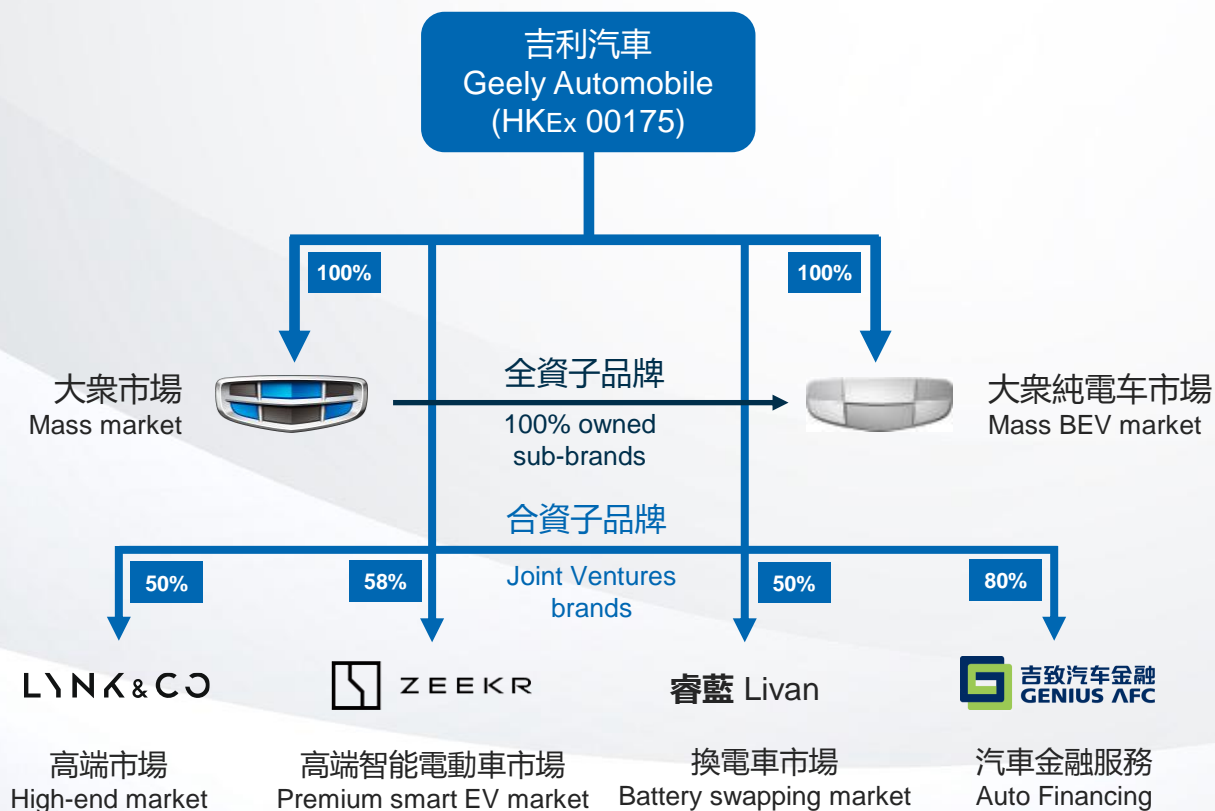 吉利汽車
Geely Automobile
(HKEx 00175)
100%
100%
大衆市場
Mass market
全資子品牌
100% owned
sub-brands
大衆純電车市場
Mass BEV market
合資子品牌
Joint Ventures
brands
50%
58%
50%
80%
LYNK & CO
ZEEKR
睿藍 Livan
吉致汽车金融
GENIUS AFC
高端市場
High-end market
高端智能電動車市場
Premium smart EV market
換電車市場
Battery swapping market
汽車金融服務
Auto Financing